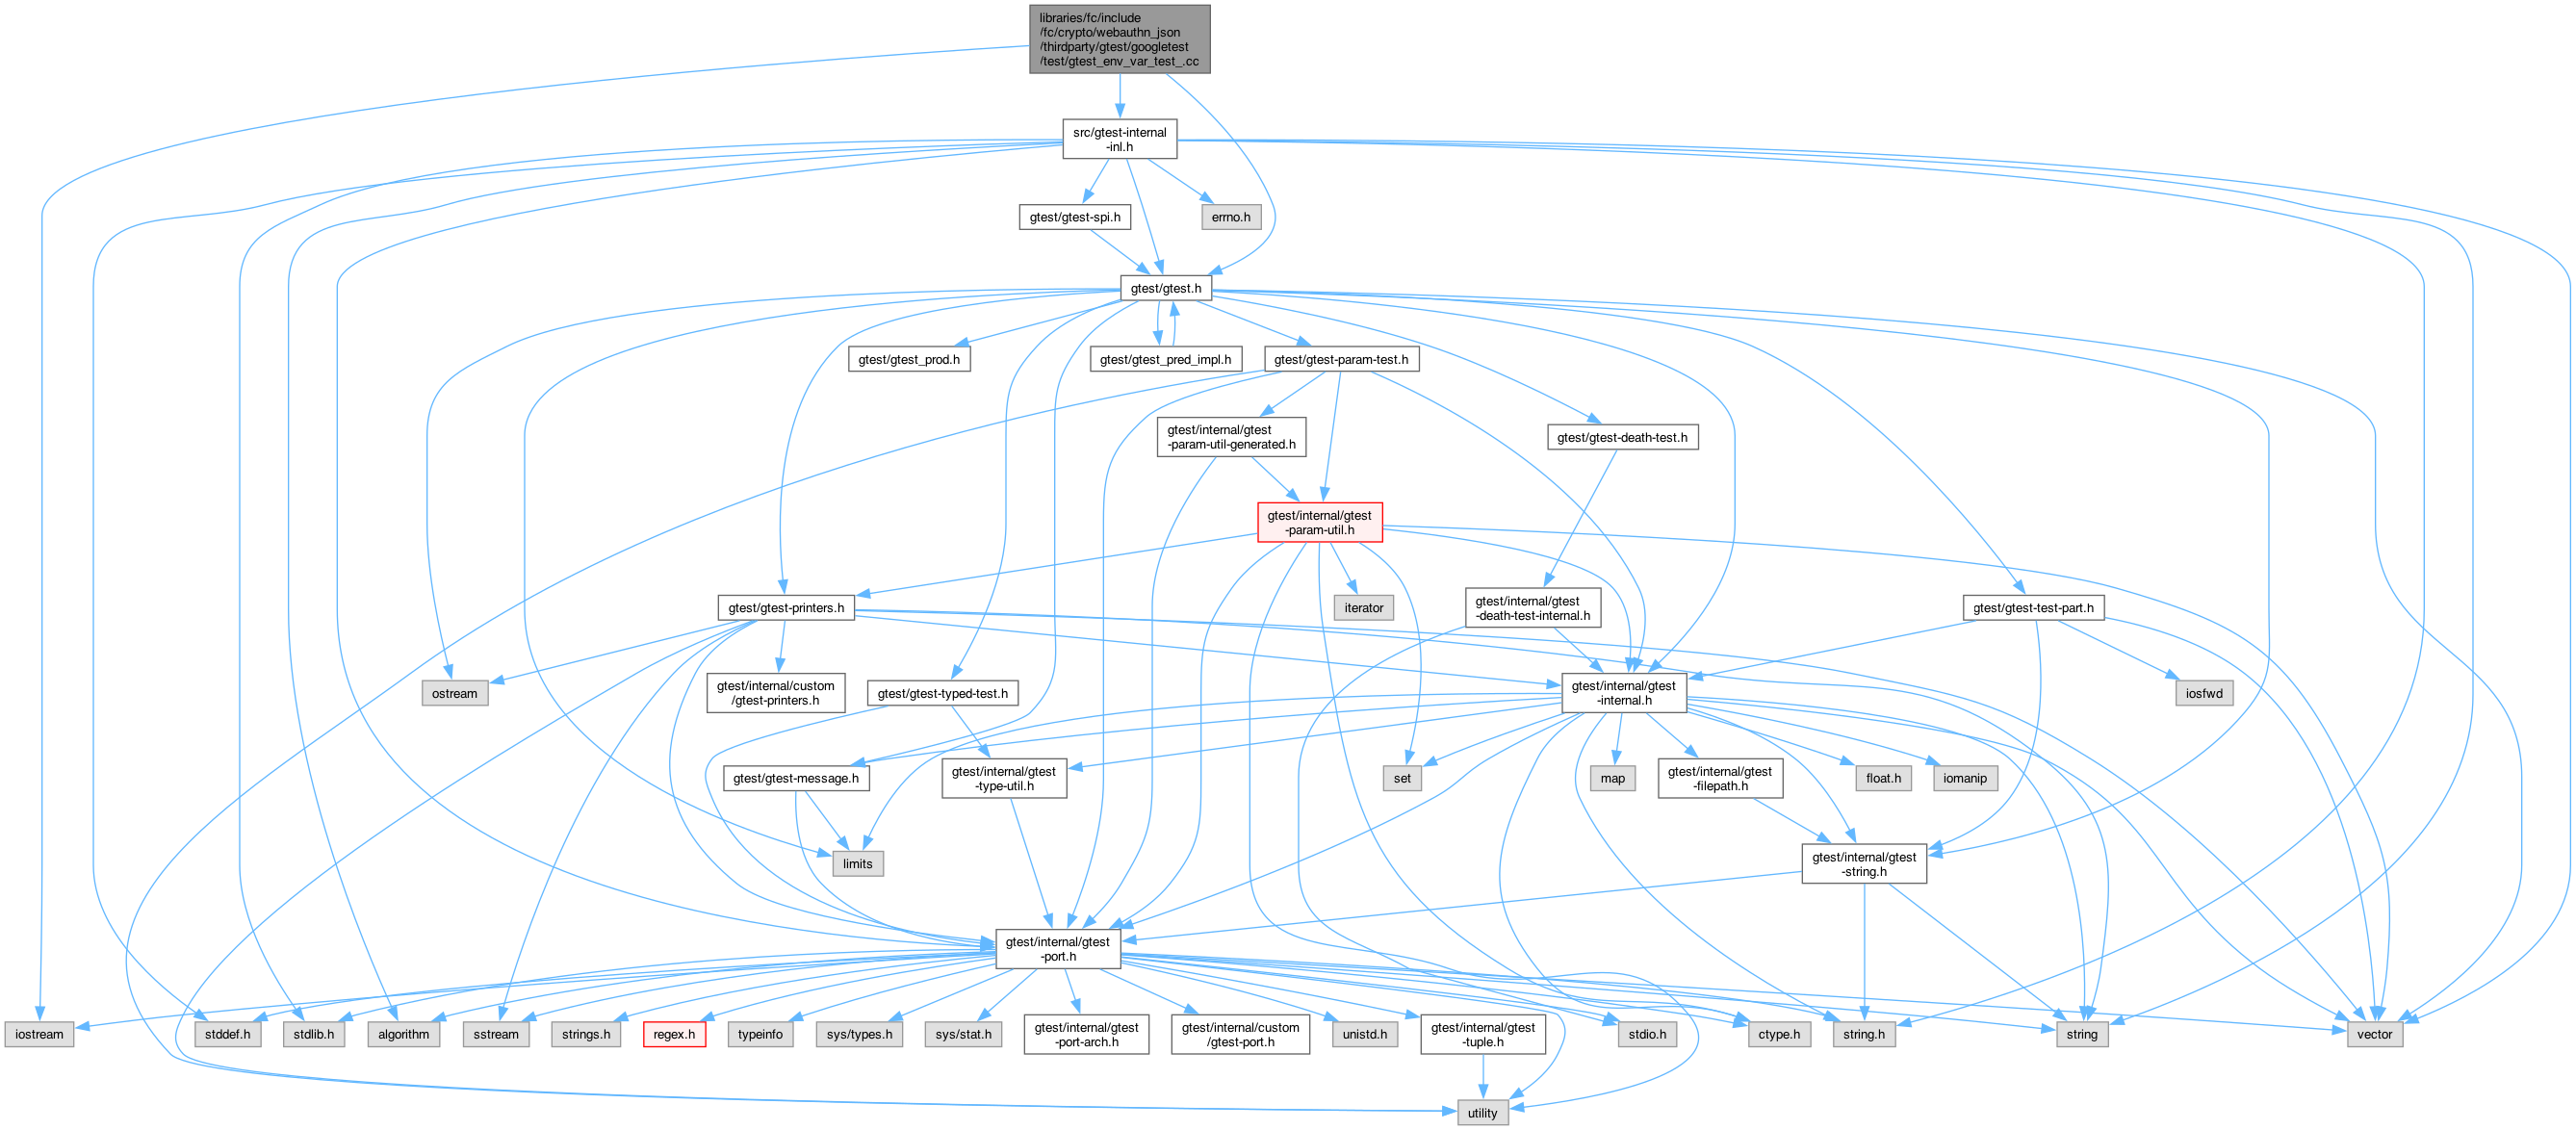 libraries/fc/include
/fc/crypto/webauthn_json
/thirdparty/gtest/googletest
/test/gtest_env_var_test_.cc
src/gtest-internal
-inl.h
gtest/gtest-spi.h
errno.h
gtest/gtest.h
gtest/gtest_prod.h
gtest/gtest_pred_impl.h
gtest/gtest-param-test.h
gtest/internal/gtest
-param-util-generated.h
gtest/gtest-death-test.h
gtest/internal/gtest
-param-util.h
gtest/gtest-printers.h
iterator
gtest/internal/gtest
-death-test-internal.h
gtest/gtest-test-part.h
ostream
gtest/internal/custom
/gtest-printers.h
gtest/gtest-typed-test.h
gtest/internal/gtest
-internal.h
iosfwd
gtest/gtest-message.h
gtest/internal/gtest
-type-util.h
set
map
gtest/internal/gtest
-filepath.h
float.h
iomanip
limits
gtest/internal/gtest
-string.h
gtest/internal/gtest
-port.h
iostream
stddef.h
stdlib.h
algorithm
sstream
strings.h
regex.h
typeinfo
sys/types.h
sys/stat.h
gtest/internal/gtest
-port-arch.h
gtest/internal/custom
/gtest-port.h
unistd.h
gtest/internal/gtest
-tuple.h
stdio.h
ctype.h
string.h
string
vector
utility